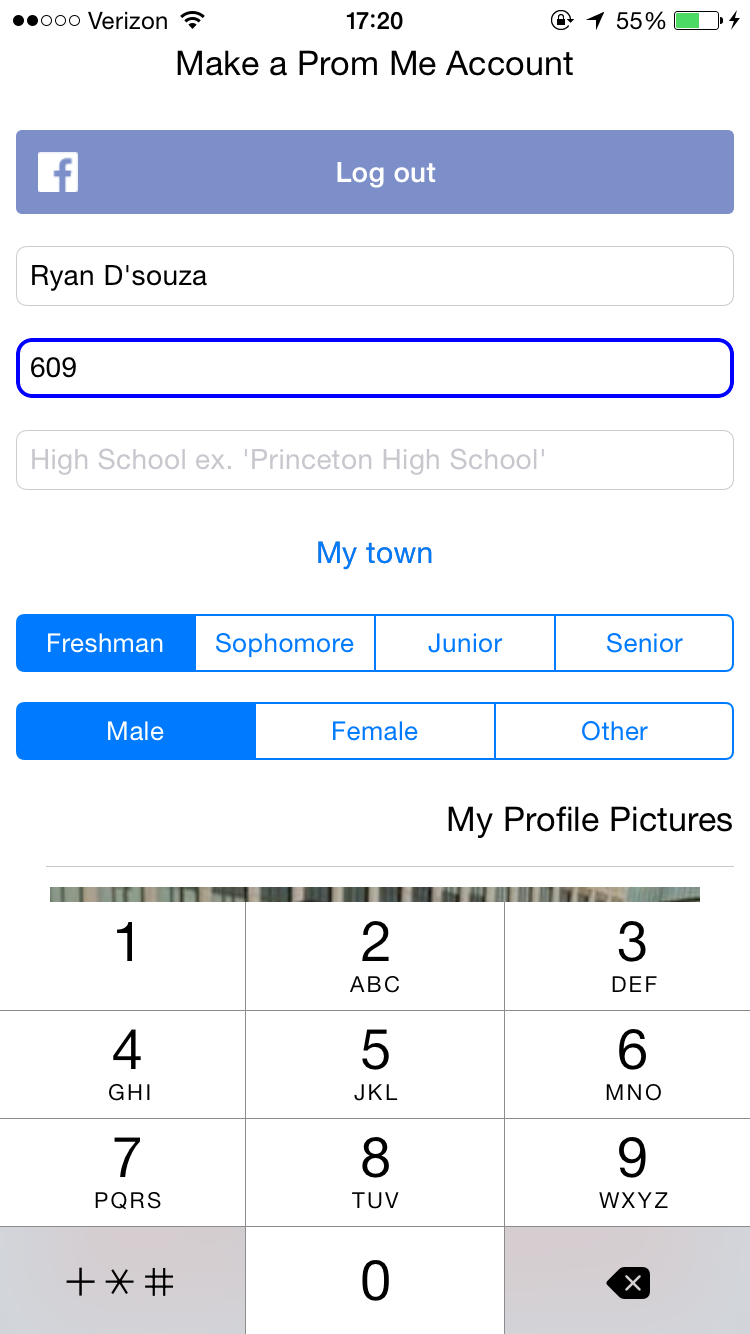 Verizon 17:20 55%
Make a Prom Me Account
f Log out
Ryan D'souza
609
High School ex. 'Princeton High School'
My town
Freshman Sophomore Junior Senior
Male Female Other
My Profile Pictures
1 2 3
ABC DEF
4 5 6
GHI JKL MNO
7 8 9
PQRS TUV WXYZ
+*# 0